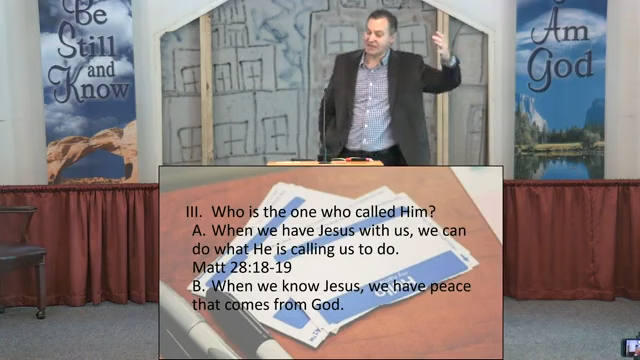 Be
Still
and
Know
Am
God
III. Who is the one who called Him?
A. When we have Jesus with us, we can
do what He is calling us to do.
Matt 28:18-19
B. When we know Jesus, we have peace
that comes from God.